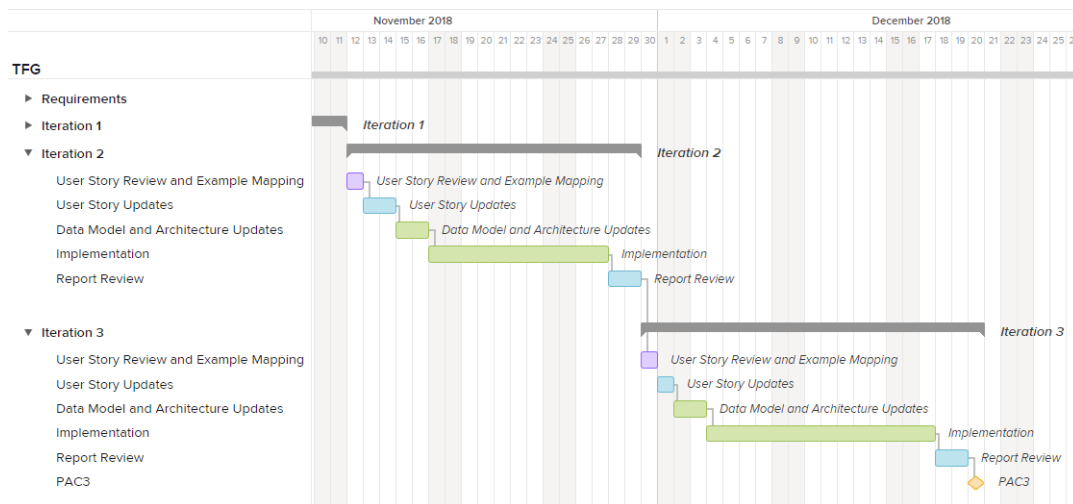 November 2018 December 2018
10 11 12 13 14 15 16 17 18 19 20 21 22 23 24 25 26 27 28 29 30 1 2 3 4 5 6 7 8 9 10 11 12 13 14 15 16 17 18 19 20 21 22 23 24 25
TFG
Requirements
Iteration 1 Iteration 1
Iteration 2 Iteration 2
User Story Review and Example Mapping User Story Review and Example Mapping
User Story Updates User Story Updates
Data Model and Architecture Updates Data Model and Architecture Updates
Implementation Implementation
Report Review Report Review
Iteration 3 Iteration 3
User Story Review and Example Mapping User Story Review and Example Mapping
User Story Updates User Story Updates
Data Model and Architecture Updates Data Model and Architecture Updates
Implementation Implementation
Report Review Report Review
PAC3 PAC3